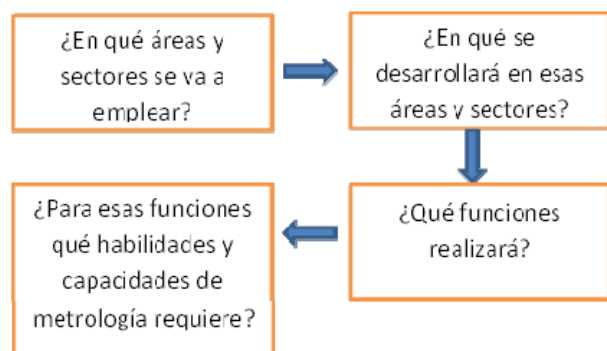 ¿En qué áreas y
sectores se va a
emplear?
¿En qué se
desarrollará en esas
áreas y sectores?
¿Qué funciones
realizará?
¿Para esas funciones
qué habilidades y
capacidades de
metrología requiere?